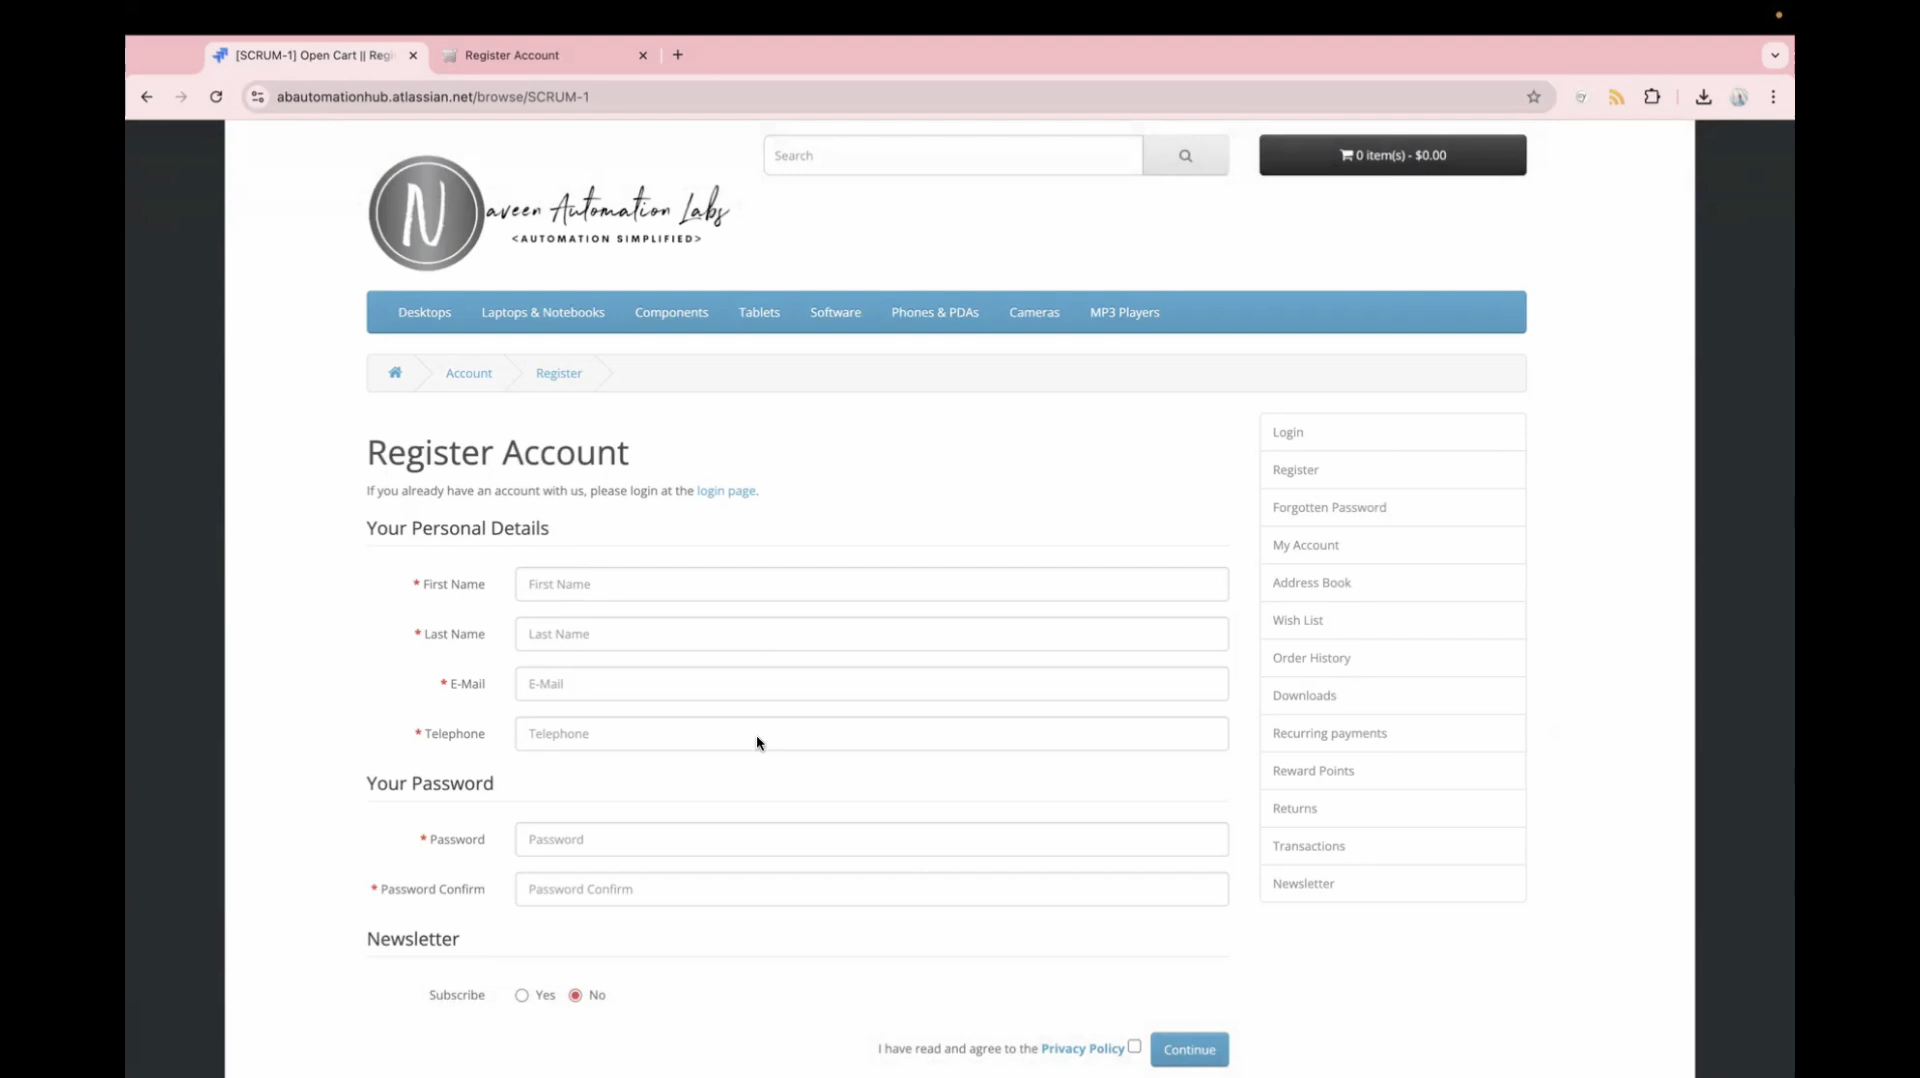 [SCRUM-1] Open Cart || Regi
Register Account
abautomationhub.atlassian.net/browse/SCRUM-1
Search
0 item(s) - $0.00
N
aveen Automation Labs
<AUTOMATION SIMPLIFIED>
Desktops
Laptops & Notebooks
Components
Tablets
Software
Phones & PDAs
Cameras
MP3 Players
Account
Register
Register Account
If you already have an account with us, please login at the login page.
Your Personal Details
* First Name
First Name
* Last Name
Last Name
* E-Mail
E-Mail
* Telephone
Telephone
Your Password
* Password
Password
* Password Confirm
Password Confirm
Newsletter
Subscribe
Yes
No
I have read and agree to the Privacy Policy
Continue
Login
Register
Forgotten Password
My Account
Address Book
Wish List
Order History
Downloads
Recurring payments
Reward Points
Returns
Transactions
Newsletter